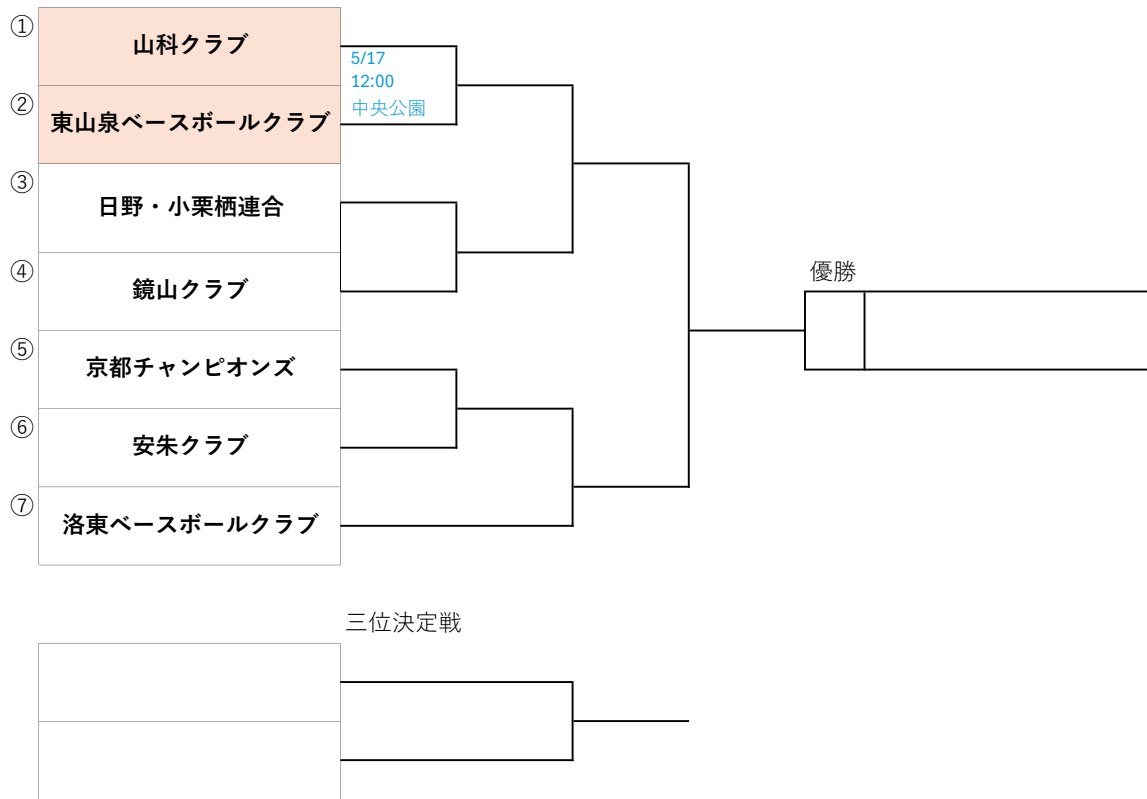 ①
山科クラブ
5/17
12:00
中央公園
②
東山泉ベースボールクラブ
③
日野・小栗栖連合
④
鏡山クラブ
優勝
⑤
京都チャンピオンズ
⑥
安朱クラブ
⑦
洛東ベースボールクラブ
三位決定戦